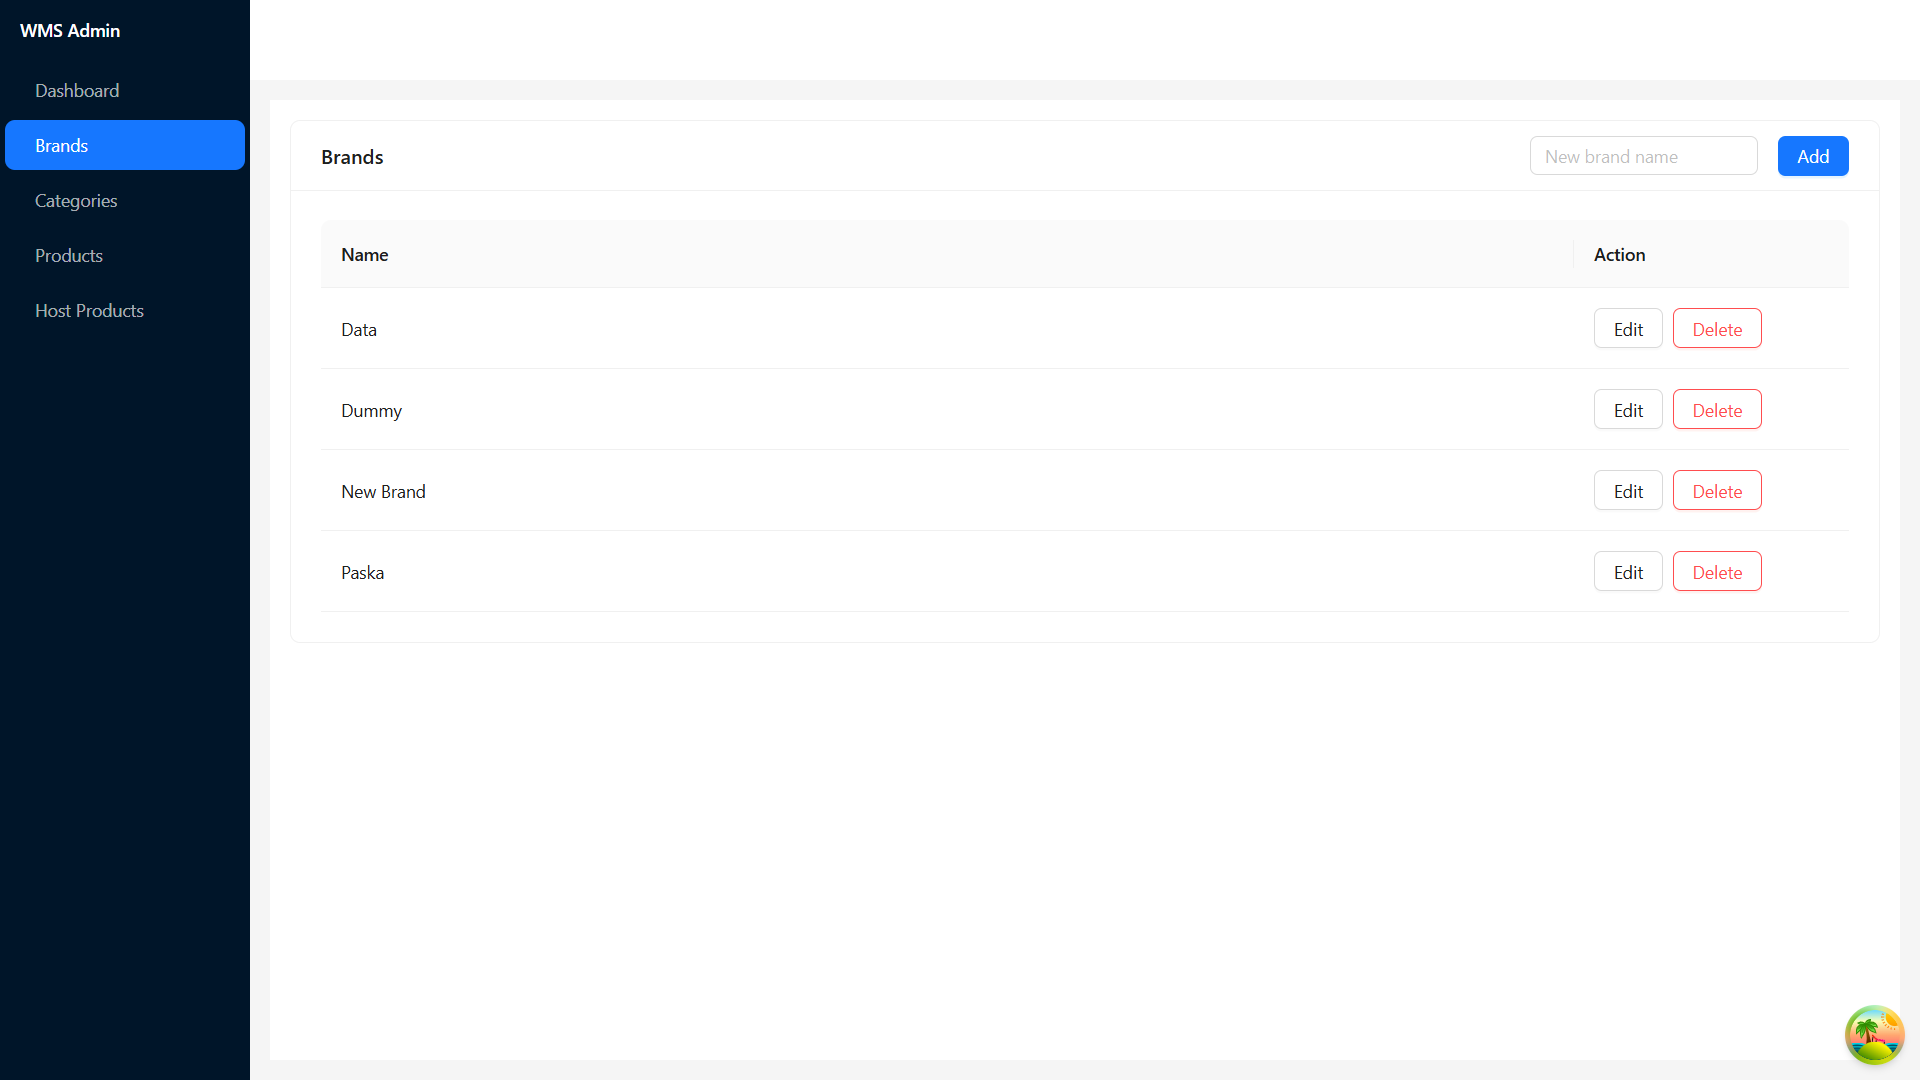 WMS Admin
Dashboard
Brands
Categories
Products
Host Products
Brands
New brand name
Add
Name
Action
Data
Edit
Delete
Dummy
Edit
Delete
New Brand
Edit
Delete
Paska
Edit
Delete